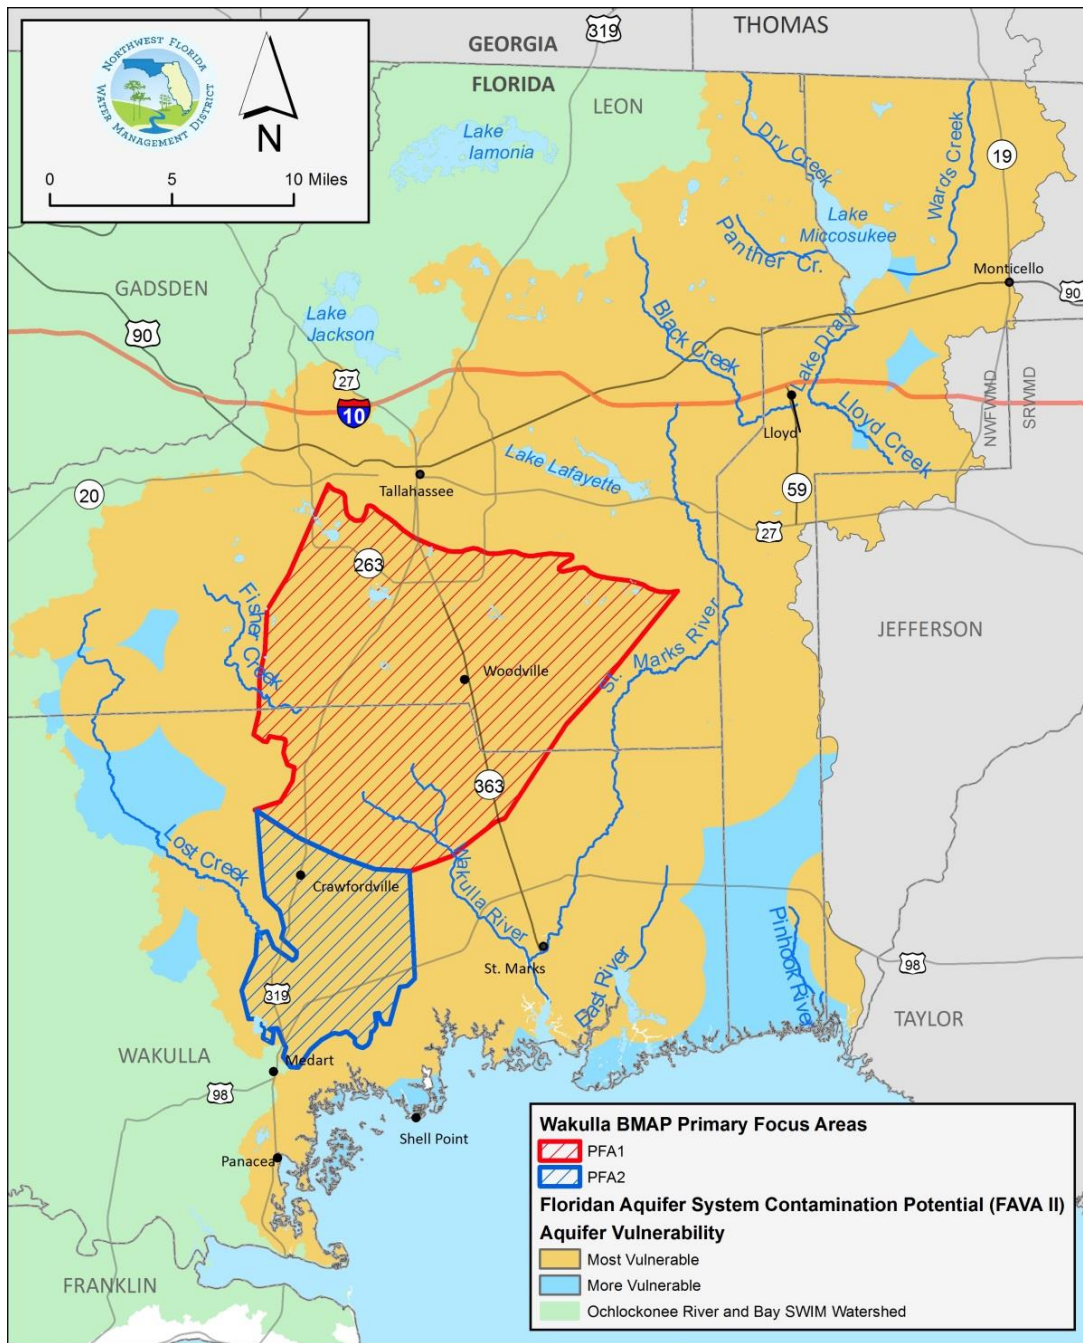 THOMAS
319
GEORGIA
FLORIDA
NORTHWEST FLORIDA
WATER MANAGEMENT DISTRICT
N
0 5 10 Miles
LEON
Lake
Iamonia
Dry Creek
Wards Creek
19
Lake
Miccosukee
Panther Cr.
Monticello
90
GADSDEN
Lake
Jackson
90
Black Creek
Lake Drain
27
10
Lloyd
Lloyd Creek
NWFWMD
SRWMD
Lake Lafayette
Tallahassee
20
59
27
263
Fisher Creek
JEFFERSON
St. Marks River
Woodville
363
Lost Creek
Wakulla River
Crawfordville
Pinhook River
St. Marks
East River
98
319
TAYLOR
WAKULLA
Medart
98
Shell Point
Panacea
FRANKLIN
Wakulla BMAP Primary Focus Areas
PFA1
PFA2
Floridan Aquifer System Contamination Potential (FAVA II)
Aquifer Vulnerability
Most Vulnerable
More Vulnerable
Ochlockonee River and Bay SWIM Watershed